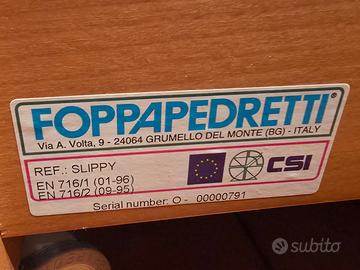 FOPPAPEDRETTI®
Via A. Volta, 9 - 24064 GRUMELLO DEL MONTE (BG) - ITALY
REF.: SLIPPY
EN 716/1 (01-96)
EN 716/2 (09-95)
CSI
Serial number: O - 00000791
subito